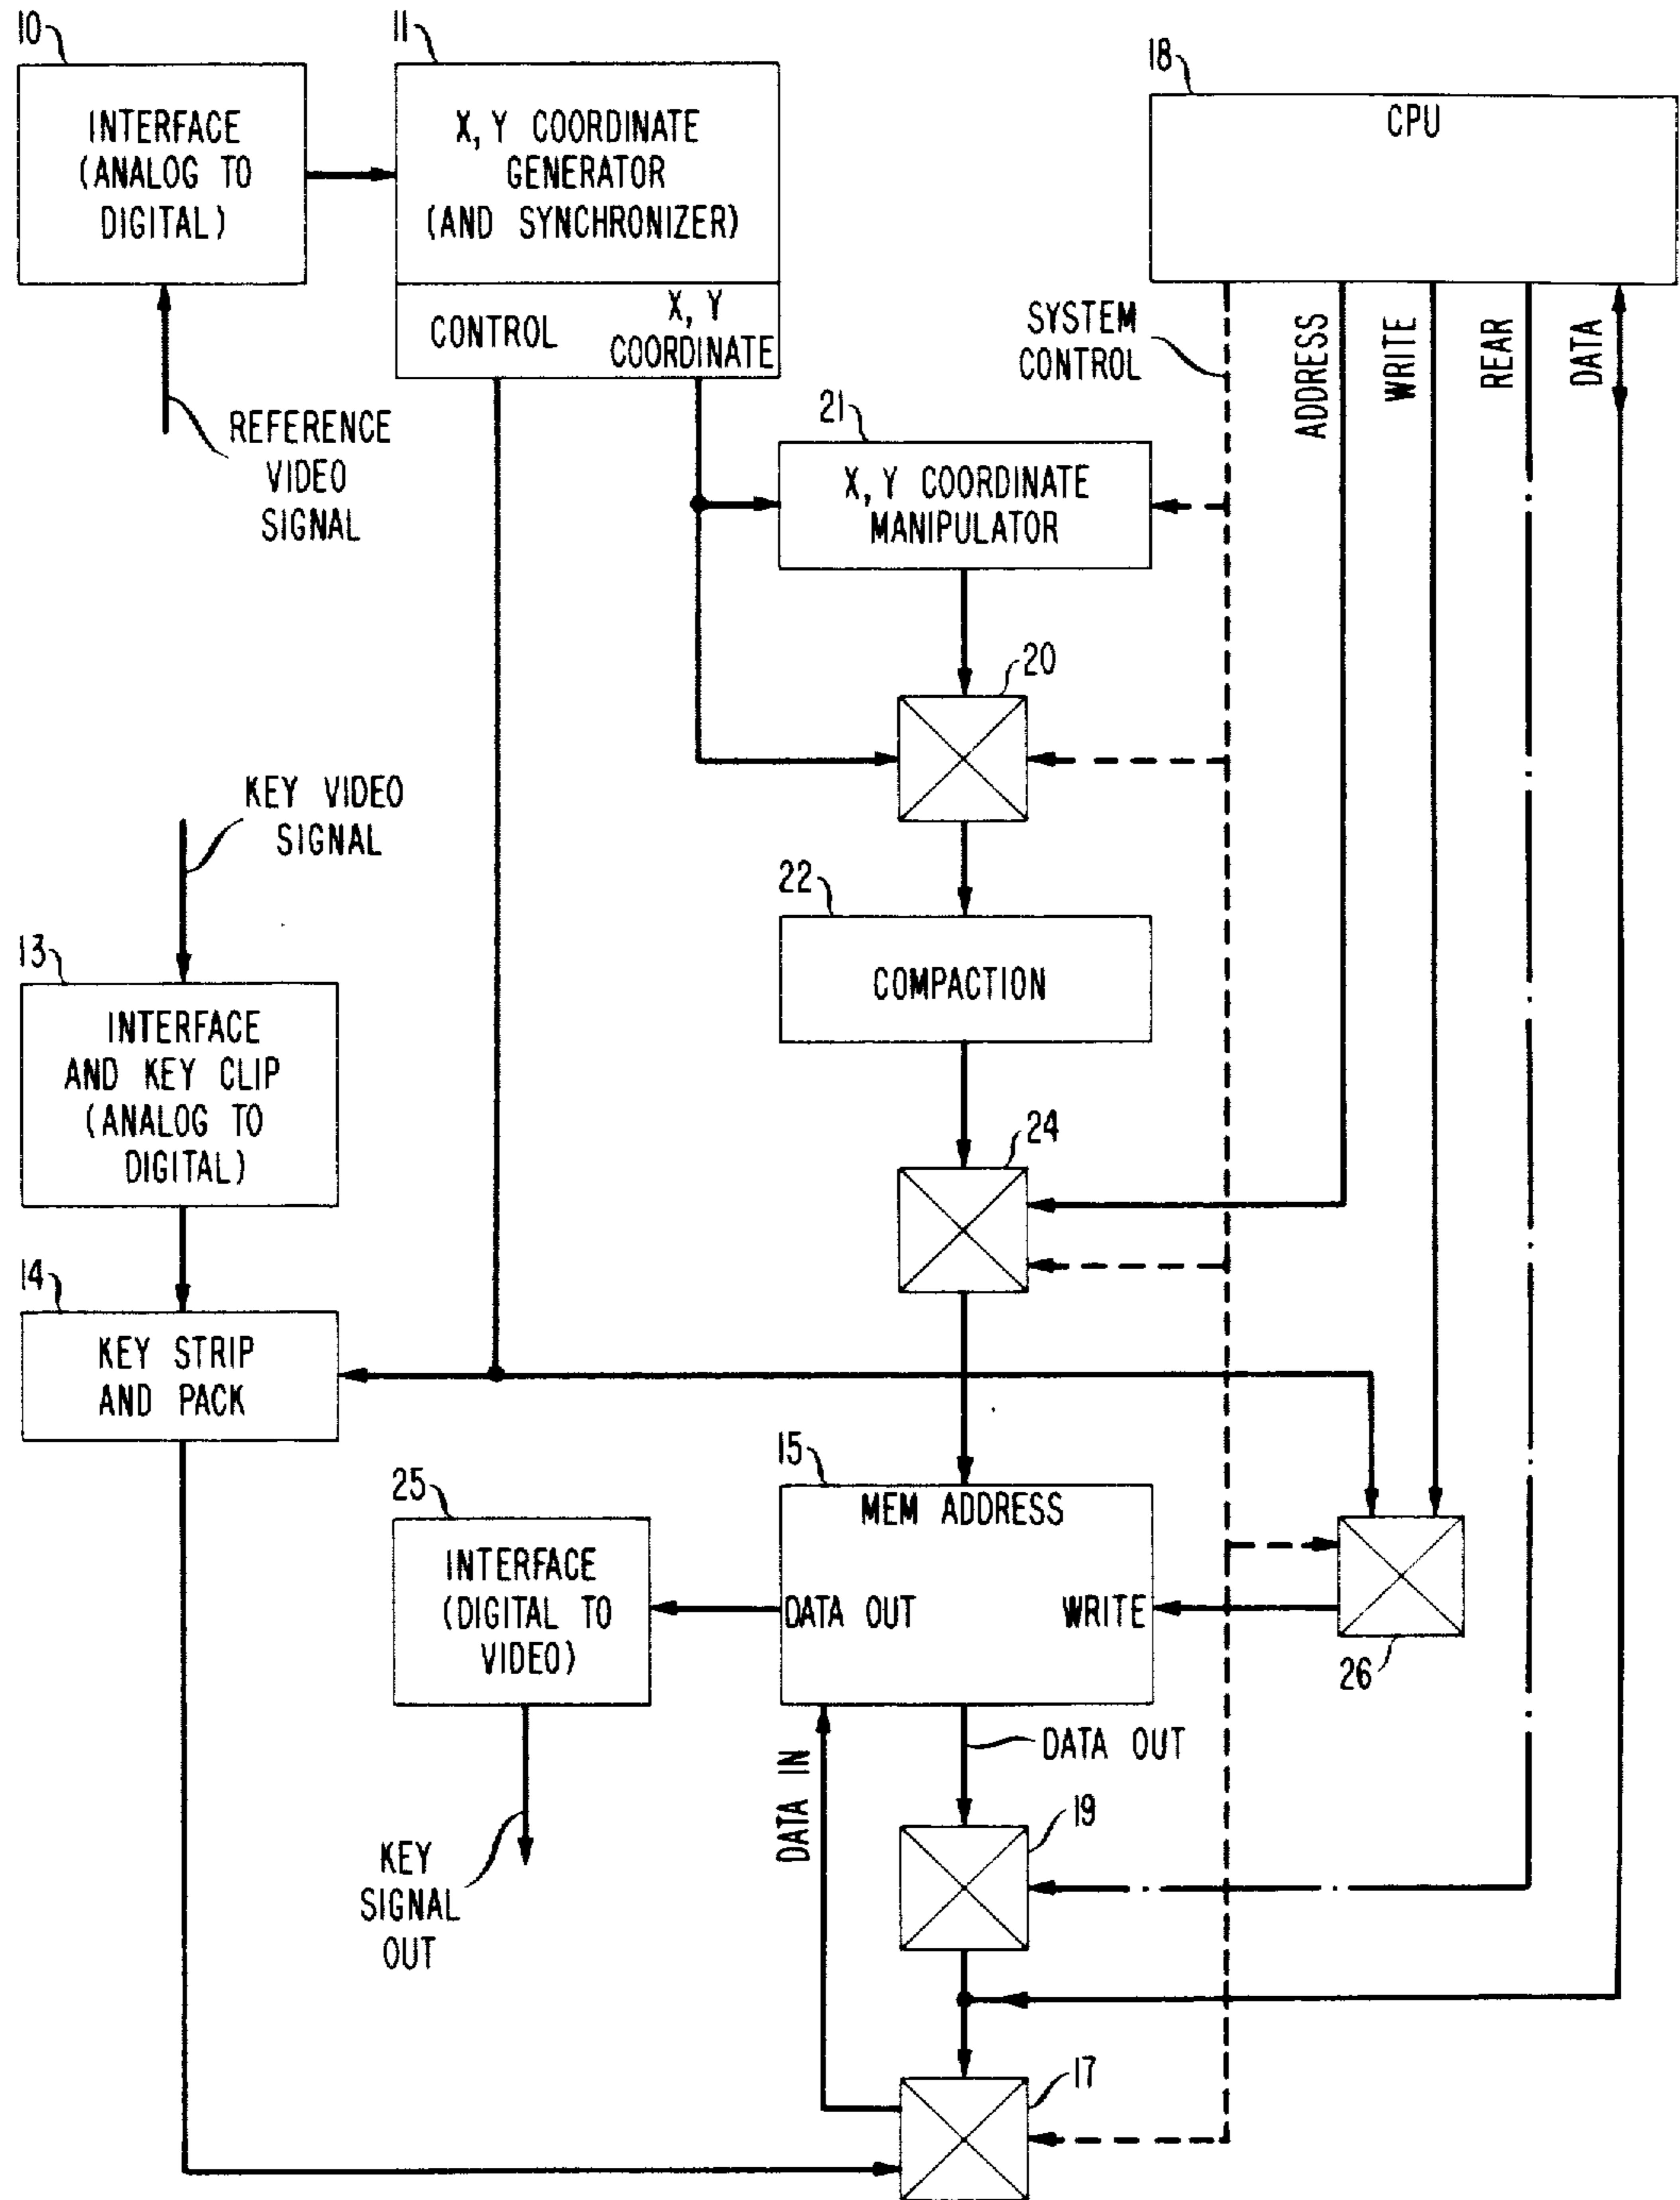 10
INTERFACE
(ANALOG TO
DIGITAL)
11
X, Y COORDINATE
GENERATOR
(AND SYNCHRONIZER)
CONTROL
X, Y
COORDINATE
18
CPU
REFERENCE
VIDEO
SIGNAL
SYSTEM
CONTROL
ADDRESS
WRITE
REAR
DATA
21
X, Y COORDINATE
MANIPULATOR
20
KEY VIDEO
SIGNAL
22
COMPACTION
13
INTERFACE
AND KEY CLIP
(ANALOG TO
DIGITAL)
24
14
KEY STRIP
AND PACK
15
MEM ADDRESS
DATA OUT
WRITE
25
INTERFACE
(DIGITAL TO
VIDEO)
26
DATA IN
DATA OUT
KEY
SIGNAL
OUT
19
17